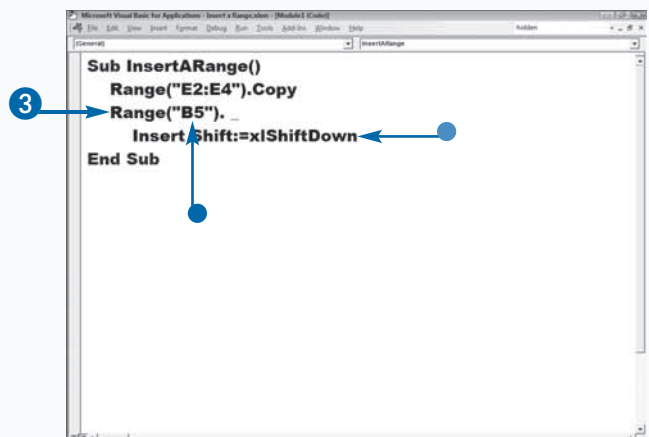 Microsoft Visual Basic for Applications - Insert a Range.xlsm - [Module1 (Code)]
File Edit View Insert Format Debug Run Tools Add-Ins Window Help hidden
(General) InsertARange
Sub InsertARange()
Range("E2:E4").Copy
3 Range("B5"). _
Insert Shift:=xlShiftDown
End Sub